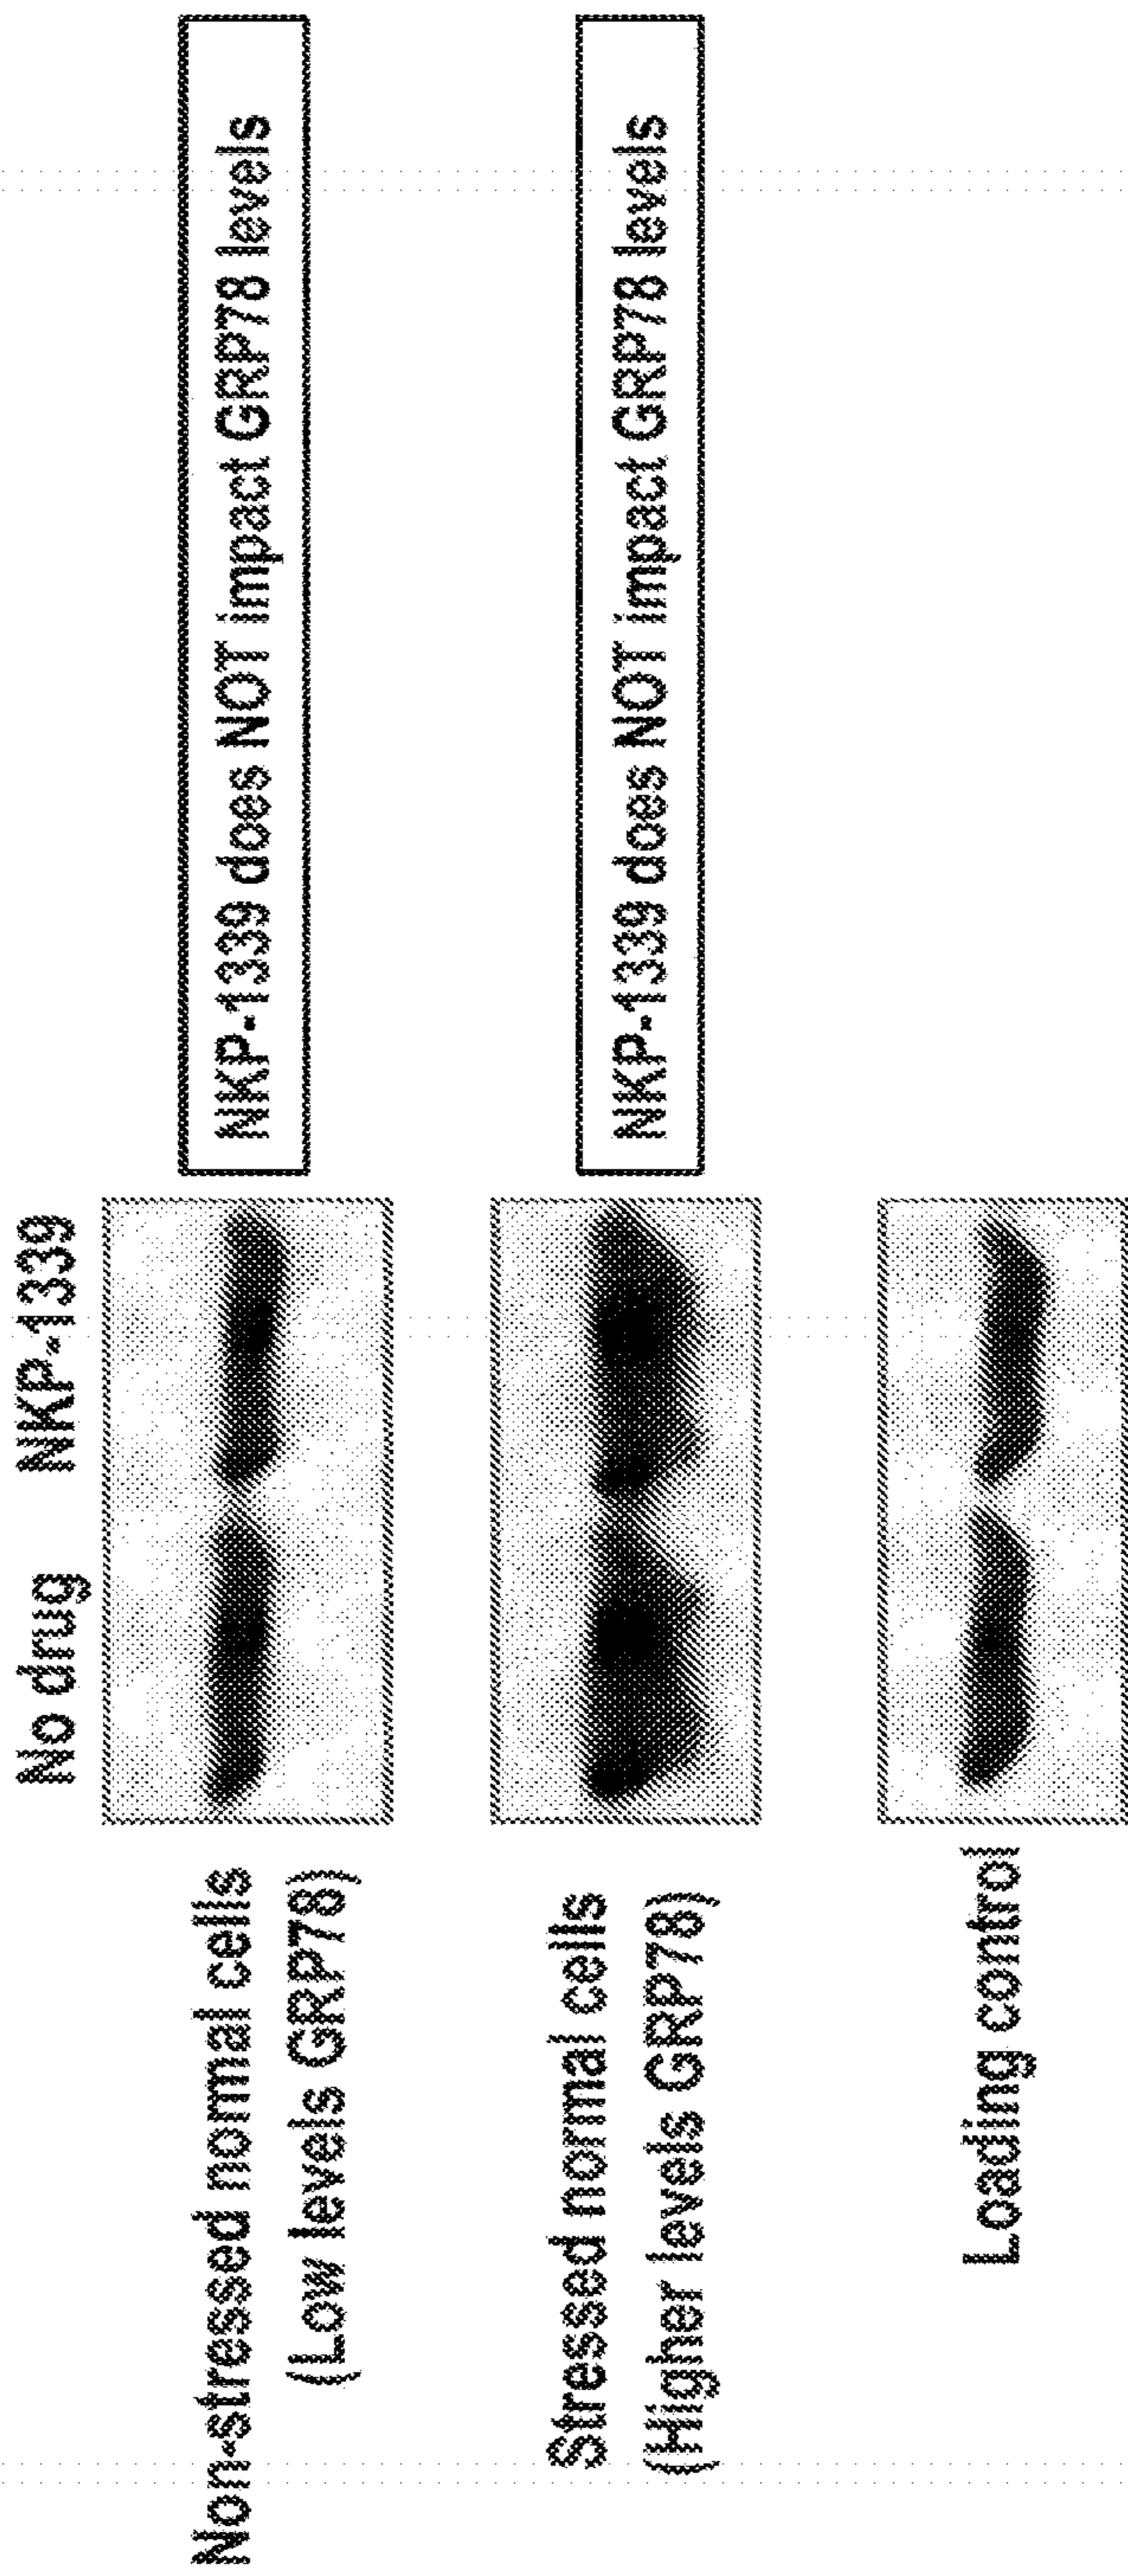 No drug NKP-1339
Non-stressed normal cells
(Low levels GRP78)
NKP-1339 does NOT impact GRP78 levels
Stressed normal cells
(Higher levels GRP78)
NKP-1339 does NOT impact GRP78 levels
Loading control